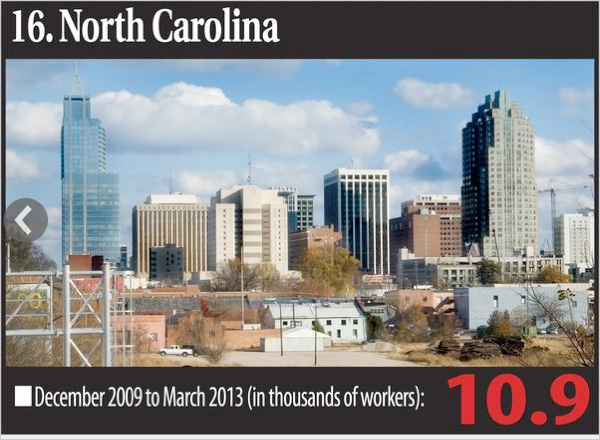 16. North Carolina
December 2009 to March 2013 (in thousands of workers):
10.9